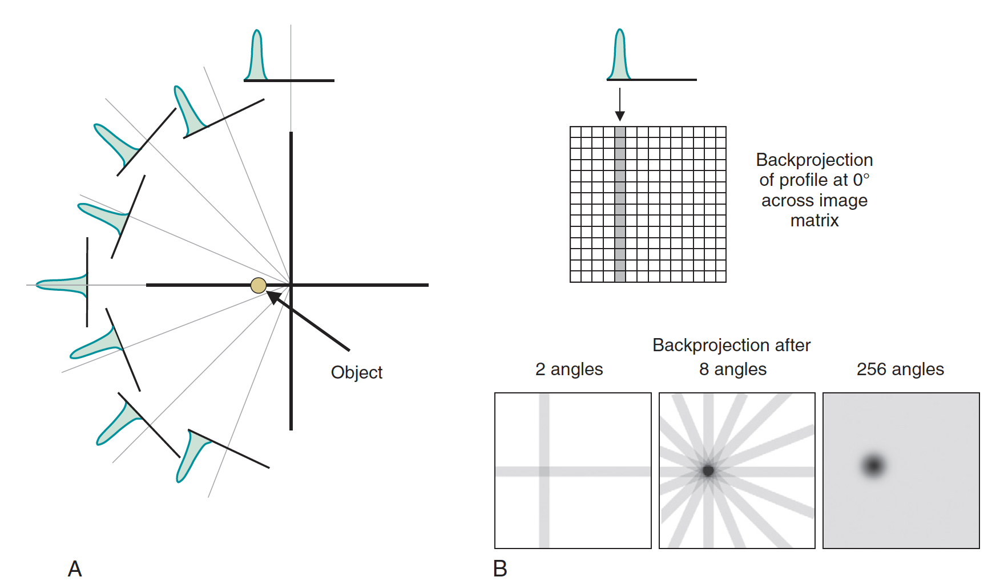 Object
A
Backprojection
of profile at 0°
across image
matrix
Backprojection after
2 angles 8 angles 256 angles
B